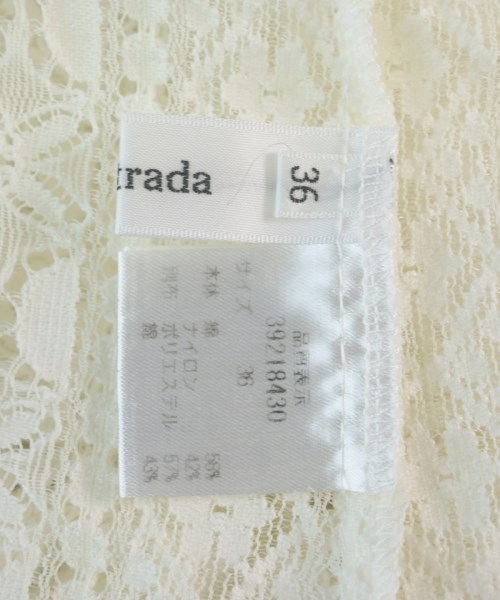 trada
36
品質表示
39218430
サイズ 36
本体 綿 56%
ナイロン 42%
別布 ポリエステル 57%
綿 43%